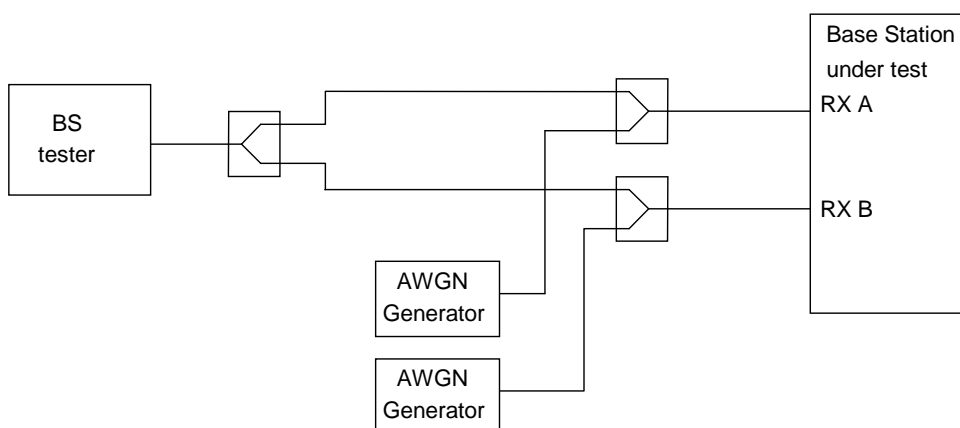 BS
tester
Base Station
under test
RX A
RX B
AWGN
Generator
AWGN
Generator